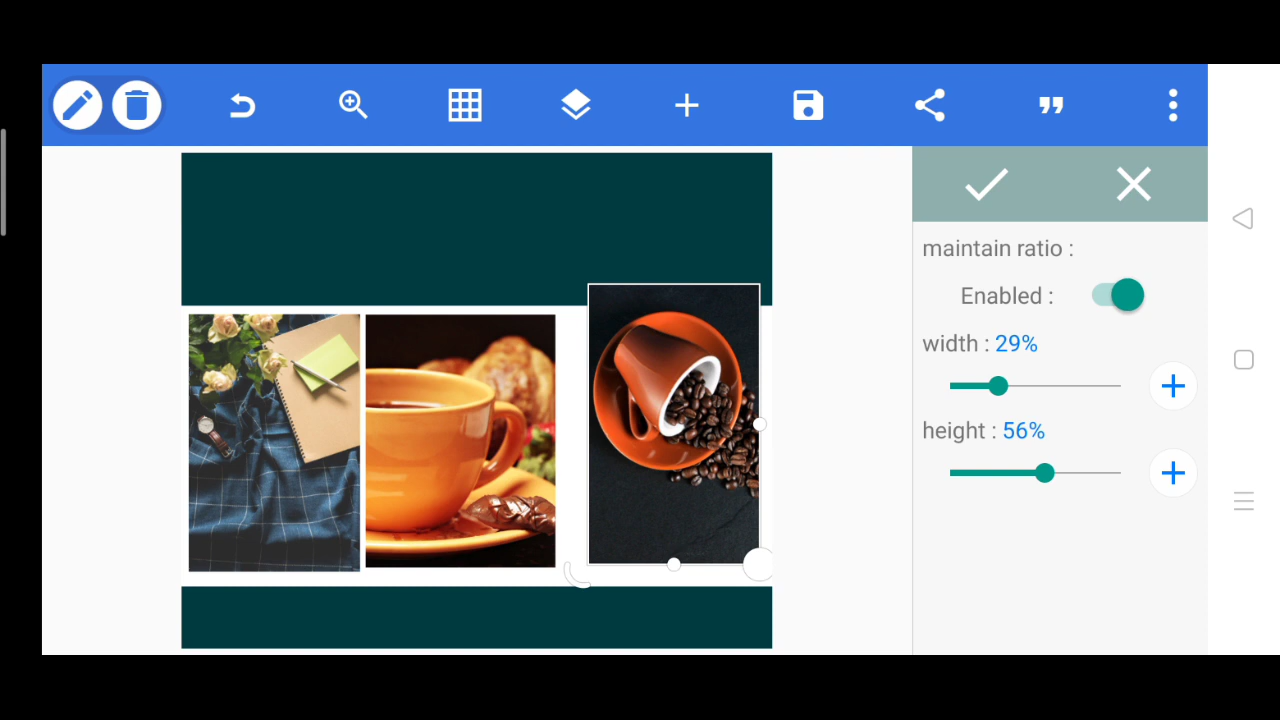 maintain ratio :
Enabled :
width : 29%
height : 56%